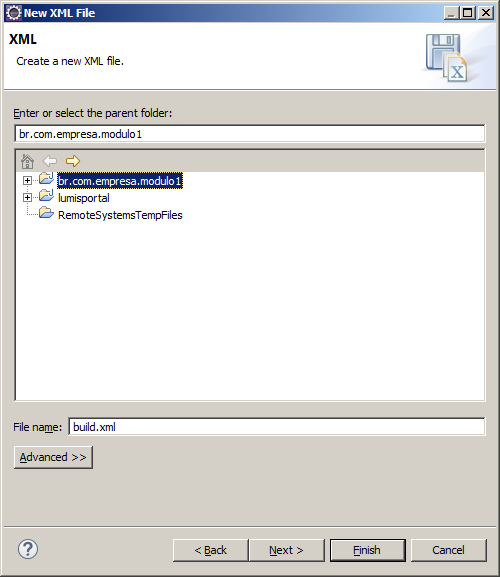 New XML File
XML
Create a new XML file.
X
Enter or select the parent folder:
br.com.empresa.modulo1
br.com.empresa.modulo1
lumisportal
RemoteSystemsTempFiles
File name: build.xml
Advanced >>
? < Back Next > Finish Cancel